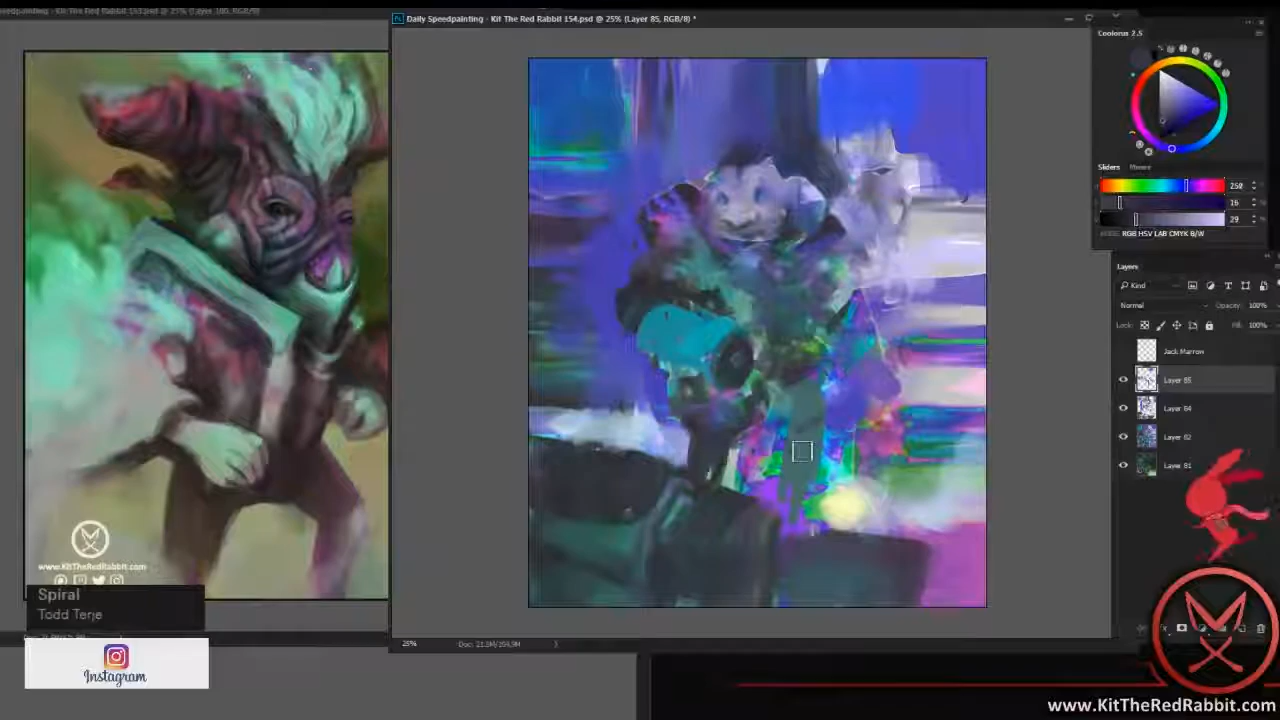 Daily Speedpainting - Kit The Red Rabbit 154.psd @ 25% (Layer 85, RGB/8) *
Coolorus 2.5
Sliders
Mixers
250
16
29
RGB HSV LAB CMYK B/W
Layers
Kind
Normal
Opacity: 100%
Lock:
Fill: 100%
Jack Marrow
Layer 85
Layer 84
Layer 82
Layer 81
www.KitTheRedRabbit.com
Spiral
Todd Terje
25%
Instagram
www.KitTheRedRabbit.com